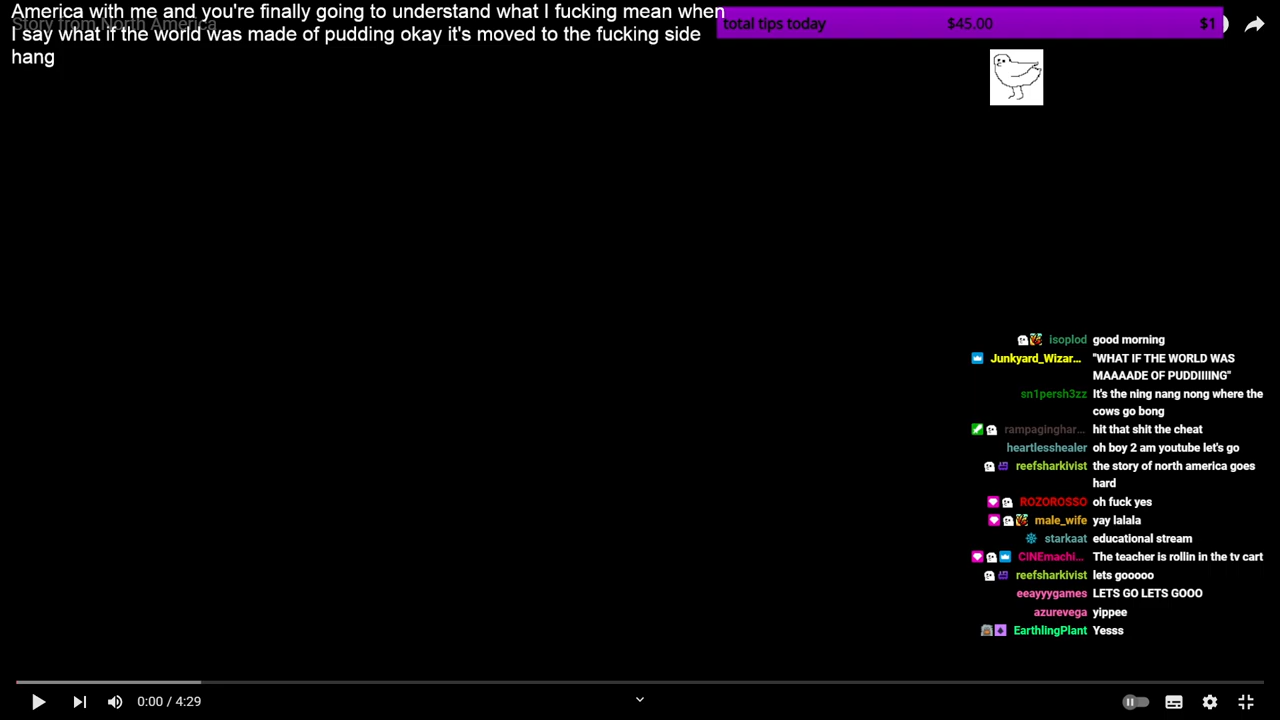 America with me and you're finally going to understand what I fucking mean when
I say what if the world was made of pudding okay it's moved to the fucking side
hang
Story from North America
total tips today $45.00 $1
isoplod good morning
Junkyard_Wizar... "WHAT IF THE WORLD WAS
MAAAADE OF PUDDIIIING"
sn1persh3zz It's the ning nang nong where the
cows go bong
rampaginghar... hit that shit the cheat
heartlesshealer oh boy 2 am youtube let's go
reefsharkivist the story of north america goes
hard
ROZOROSSO oh fuck yes
male_wife yay lalala
starkaat educational stream
CINEmachi... The teacher is rollin in the tv cart
reefsharkivist lets gooooo
eeayyygames LETS GO LETS GOOO
azurevega yippee
EarthlingPlant Yesss
0:00 / 4:29